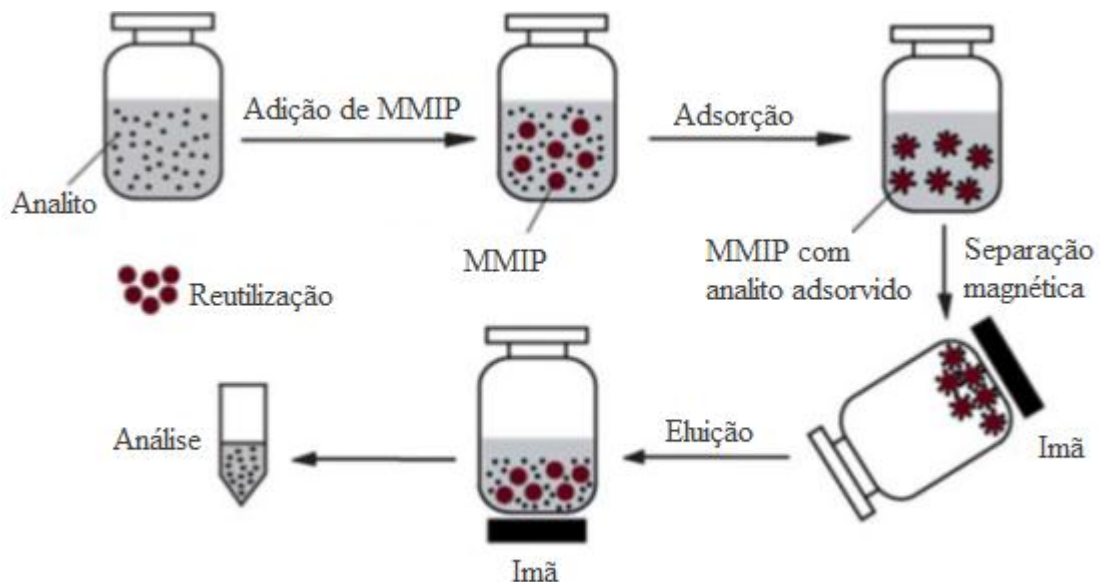 Adição de MMIP
Adsorção
Analito
MMIP
MMIP com
analito adsorvido
Separação
magnética
Reutilização
Imã
Eluição
Análise
Imã